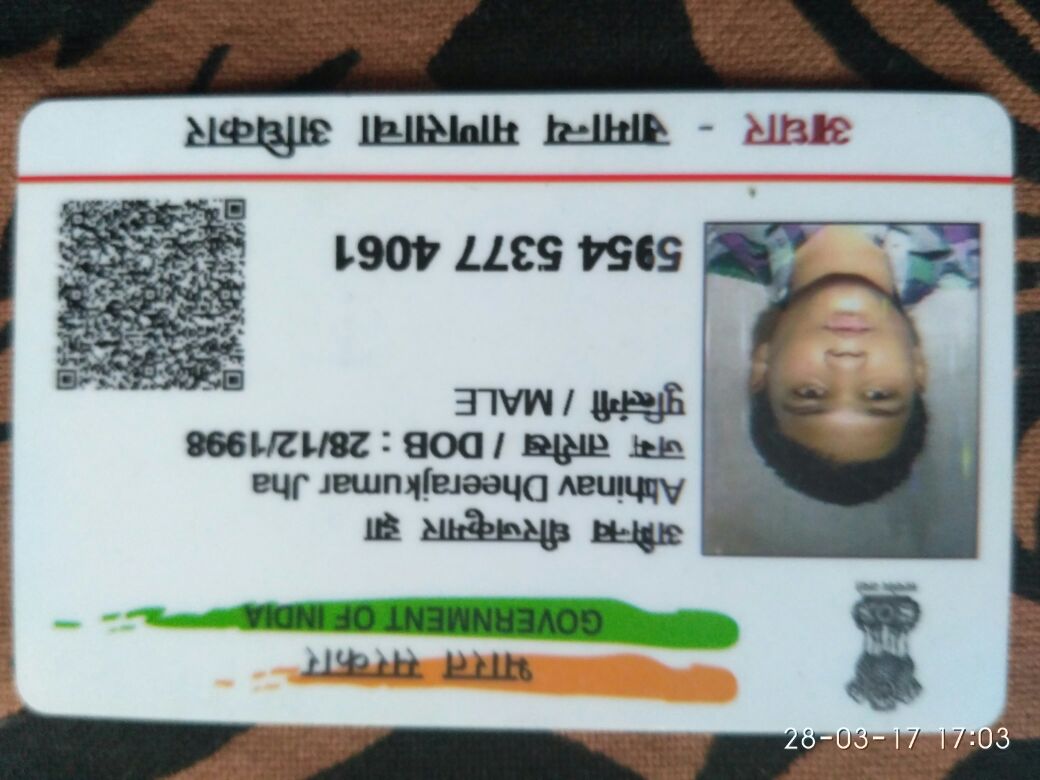 भारत सरकार
GOVERNMENT OF INDIA
अभिनव धीरजकुमार झा
Abhinav Dheerajkumar Jha
जन्म तारीख / DOB : 28/12/1998
पुल्लिंगी / MALE
5954 5377 4061
आधार - सामान्य माणसाचा अधिकार
28-03-17 17:03